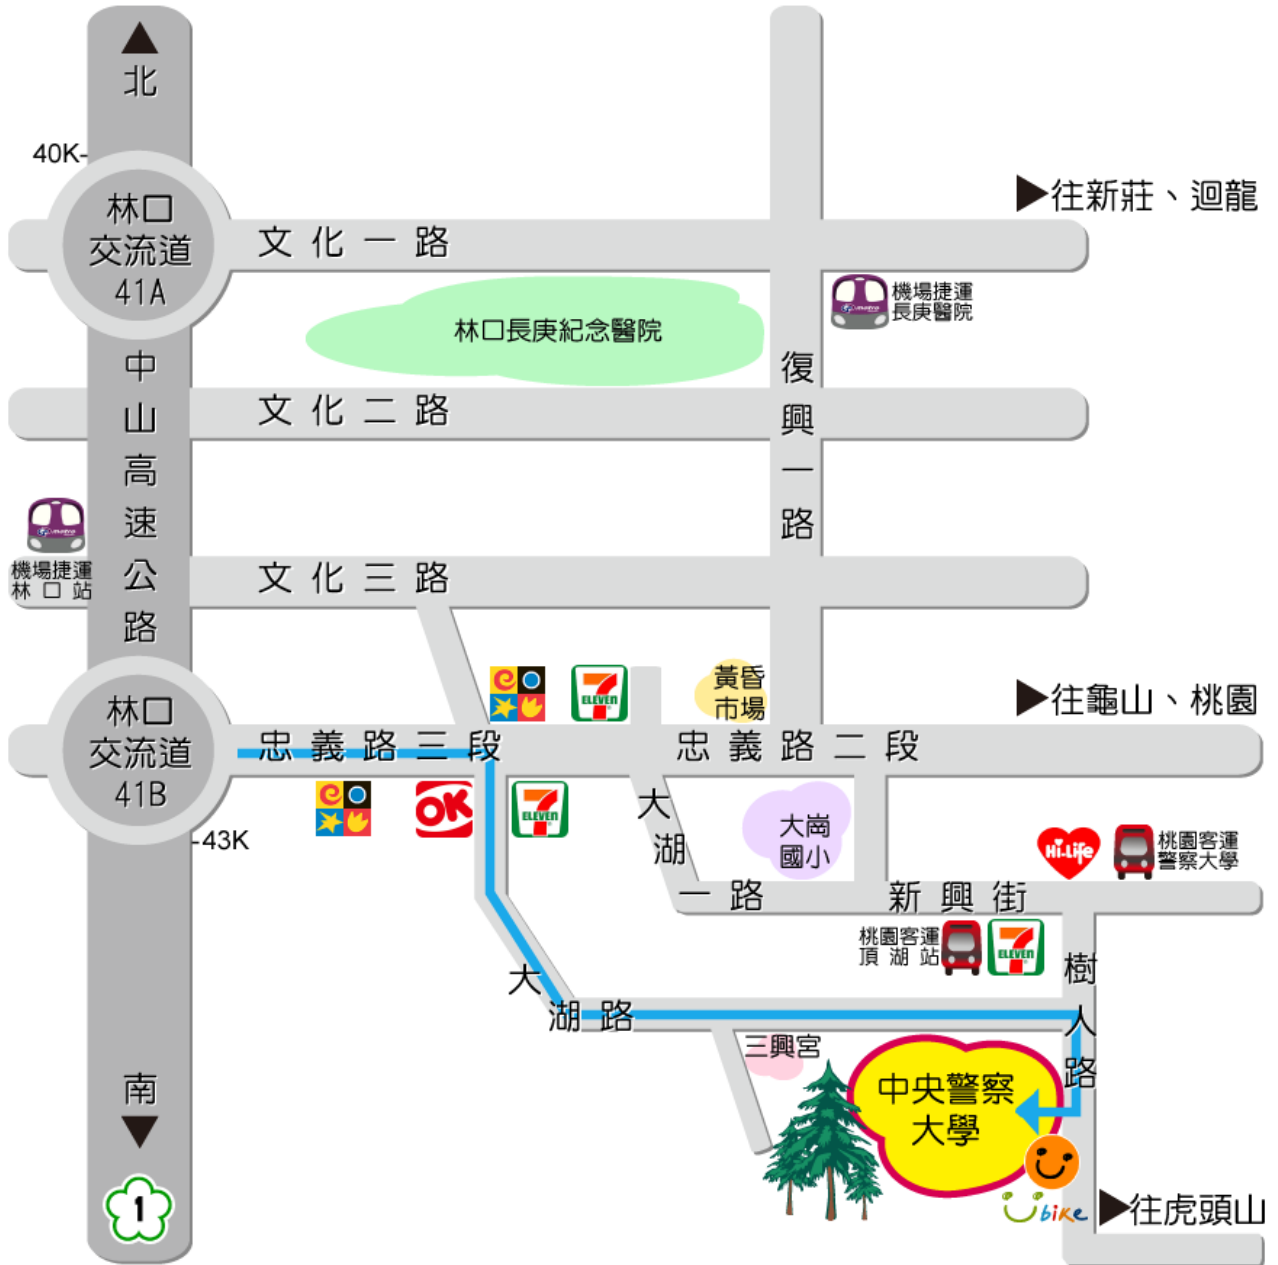 北
40K-
林口
交流道
41A
文化一路
往新莊、迴龍
機場捷運
長庚醫院
林口長庚紀念醫院
復興一路
中山高速公路
文化二路
機場捷運
林口站
文化三路
黃昏
市場
往龜山、桃園
ELEVEN
林口
交流道
41B
忠義路三段
忠義路二段
-43K
OK
ELEVEN
大湖一路
大崗
國小
Hi-Life
桃園客運
警察大學
新興街
桃園客運
頂湖站
ELEVEN
樹人路
大湖路
三興宮
中央警察
大學
南
1
bike
往虎頭山